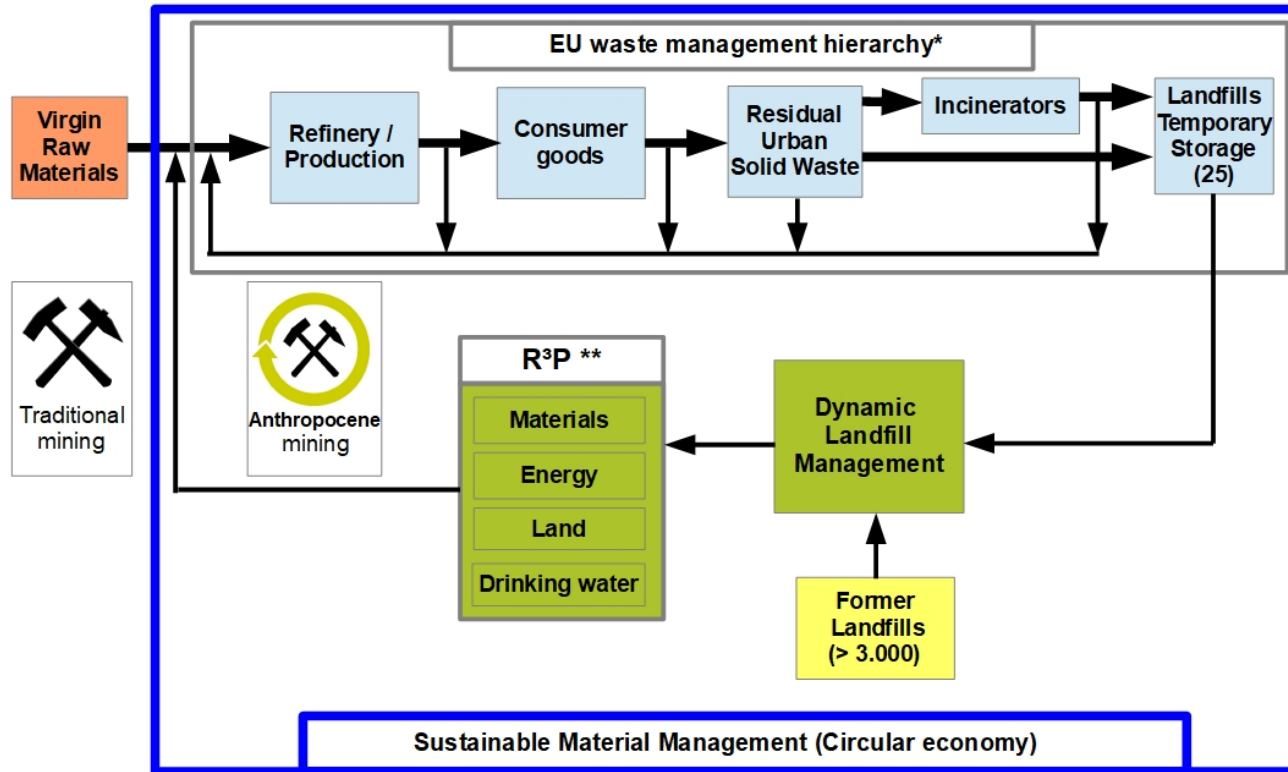 EU waste management hierarchy*
Virgin
Raw
Materials
Refinery /
Production
Consumer
goods
Residual
Urban
Solid Waste
Incinerators
Landfills
Temporary
Storage
(25)
Traditional
mining
Anthropocene
mining
R³P **
Materials
Energy
Land
Drinking water
Dynamic
Landfill
Management
Former
Landfills
(> 3.000)
Sustainable Material Management (Circular economy)